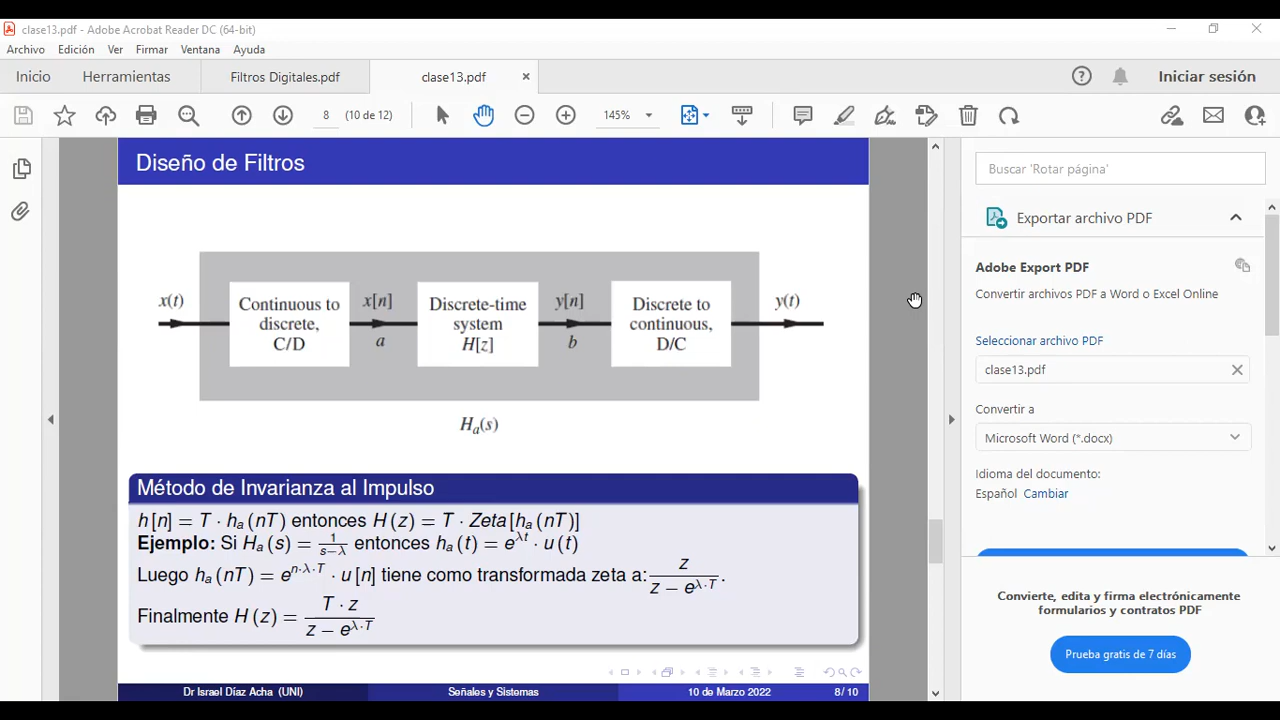 clase13.pdf - Adobe Acrobat Reader DC (64-bit)
Archivo Edición Ver Firmar Ventana Ayuda
Inicio Herramientas Filtros Digitales.pdf clase13.pdf × Iniciar sesión
8 (10 de 12) 145%
Diseño de Filtros
x(t)
Continuous to
discrete,
C/D
x[n]
a
Discrete-time
system
H[z]
y[n]
b
Discrete to
continuous,
D/C
y(t)
Hₐ(s)
Método de Invarianza al Impulso
h[n] = T · hₐ(nT) entonces H(z) = T · Zeta[hₐ(nT)]
Ejemplo: Si Hₐ(s) = 1/(s−λ) entonces hₐ(t) = e^{λt} · u(t)
Luego hₐ(nT) = e^{n·λ·T} · u[n] tiene como transformada zeta a: z/(z − e^{λ·T}).
Finalmente H(z) = T · z/(z − e^{λ·T})
Dr Israel Díaz Acha (UNI) Señales y Sistemas 10 de Marzo 2022 8/10
Buscar 'Rotar página'
Exportar archivo PDF
Adobe Export PDF
Convertir archivos PDF a Word o Excel Online
Seleccionar archivo PDF
clase13.pdf
Convertir a
Microsoft Word (*.docx)
Idioma del documento:
Español Cambiar
Convierte, edita y firma electrónicamente
formularios y contratos PDF
Prueba gratis de 7 días